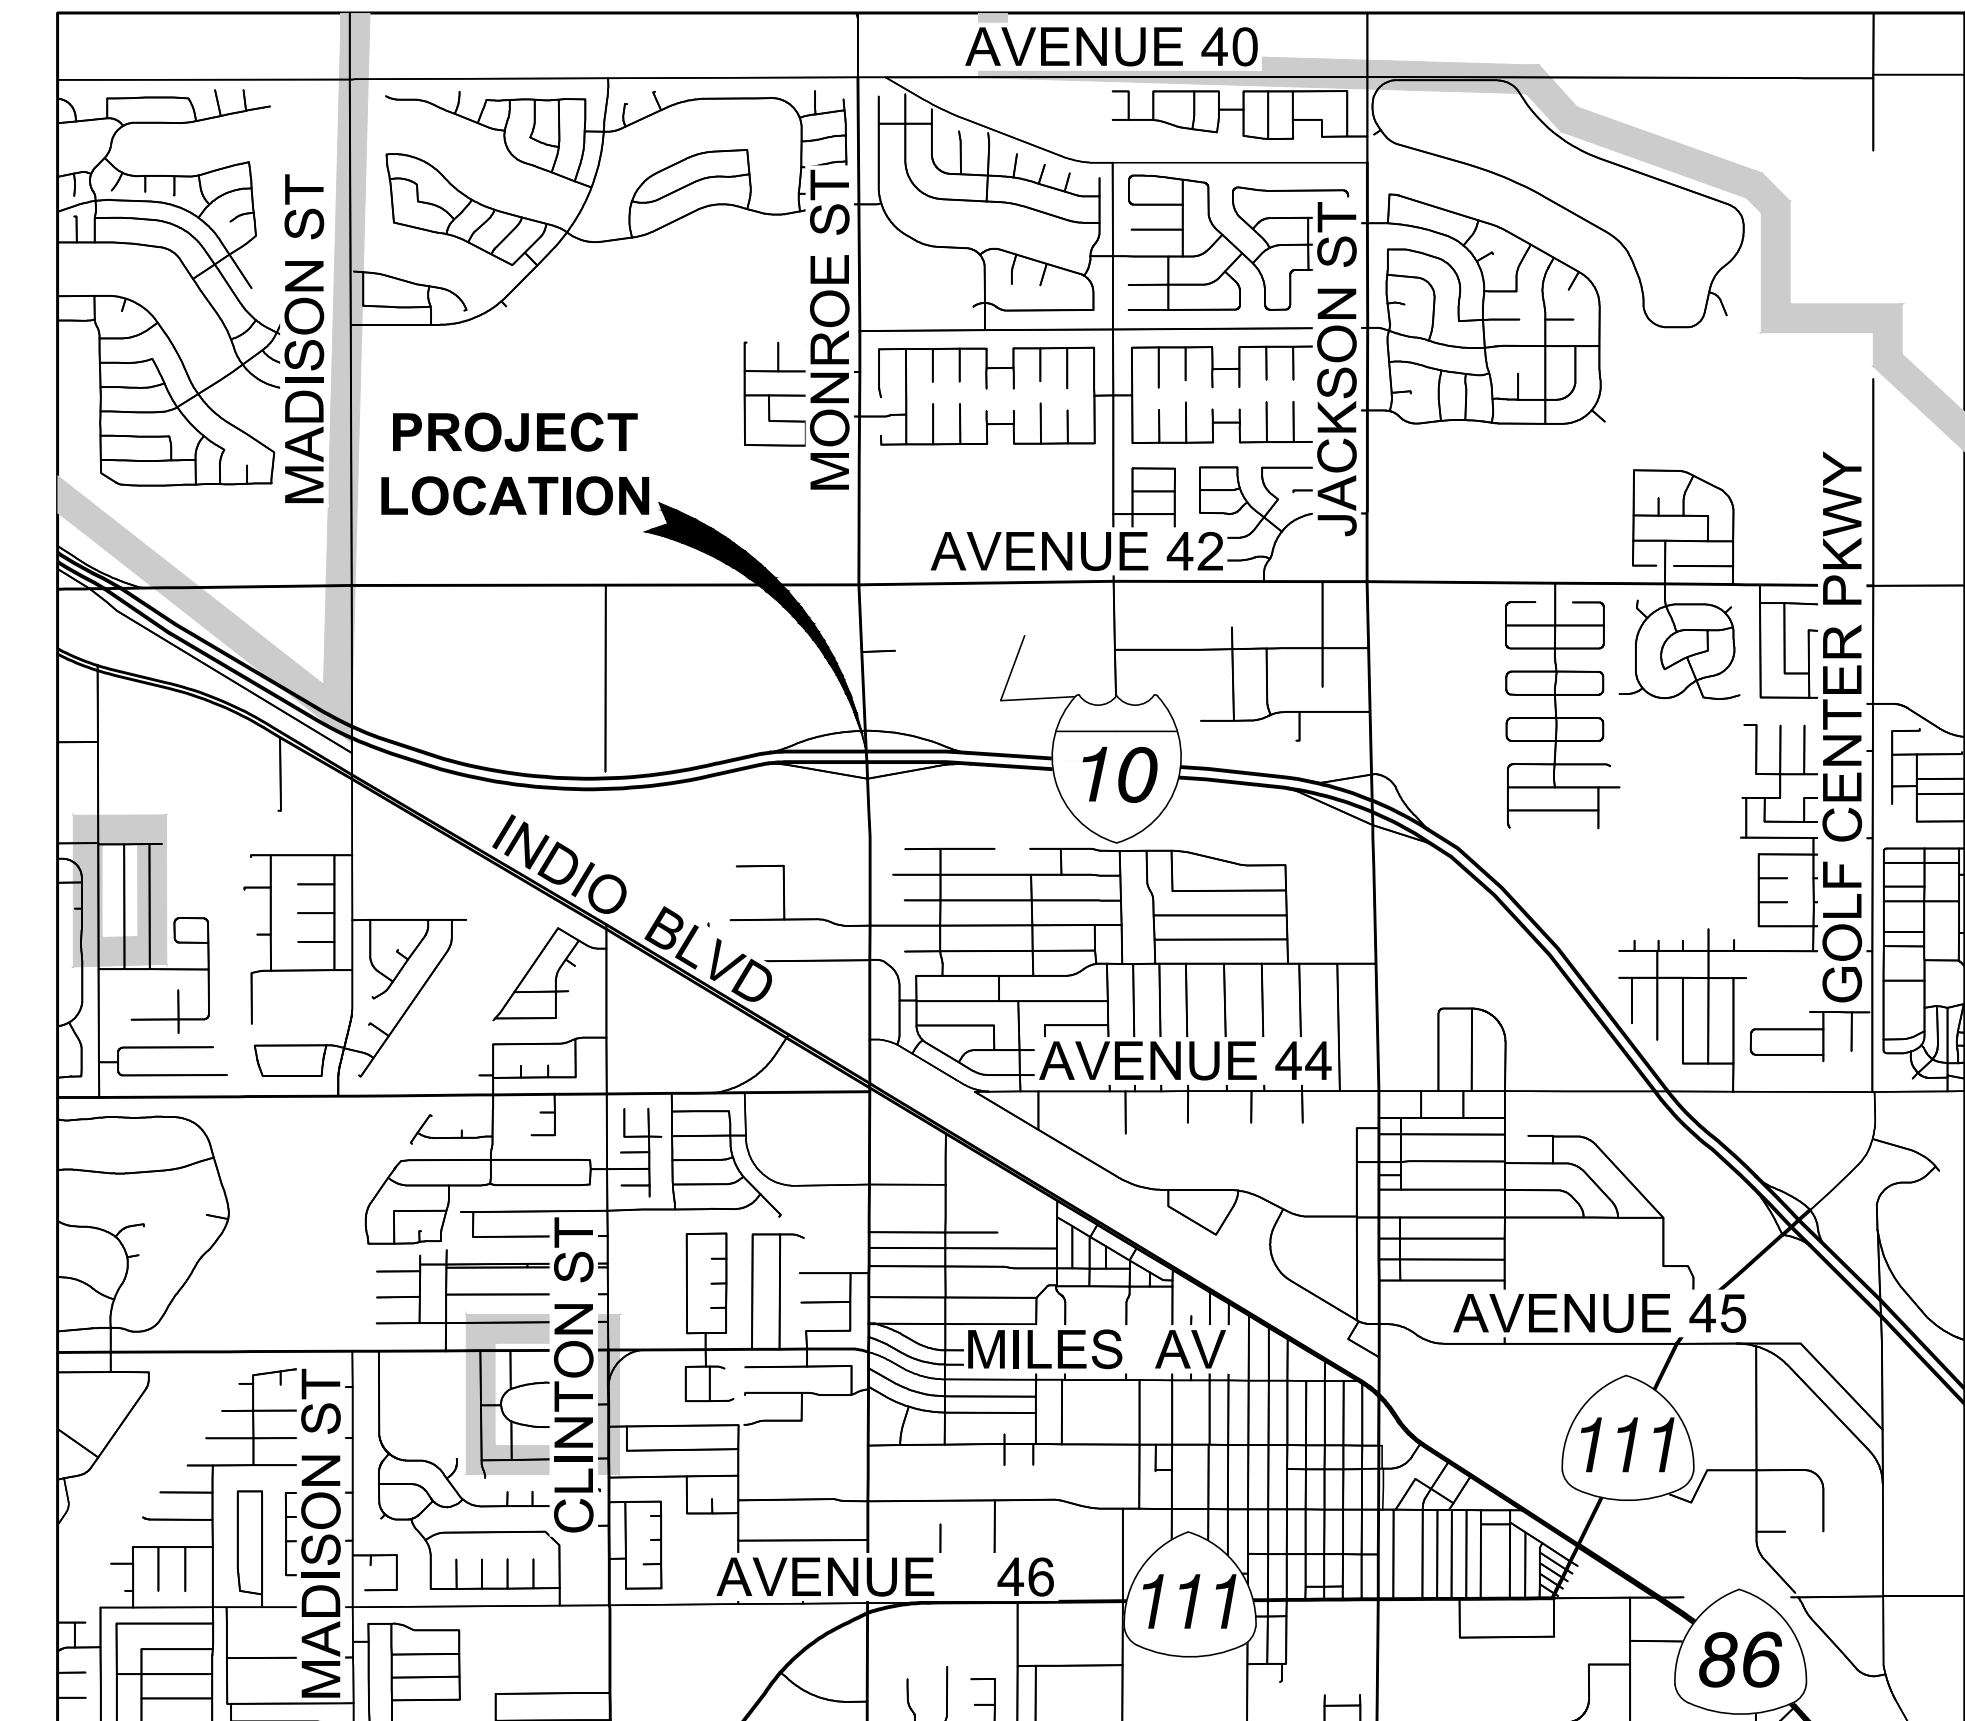 AVENUE 40
MADISON ST
MONROE ST
JACKSON ST
PROJECT
LOCATION
AVENUE 42
GOLF CENTER PKWY
10
INDIO BLVD
AVENUE 44
CLINTON ST
AVENUE 45
MILES AV
MADISON ST
111
AVENUE 46
111
86